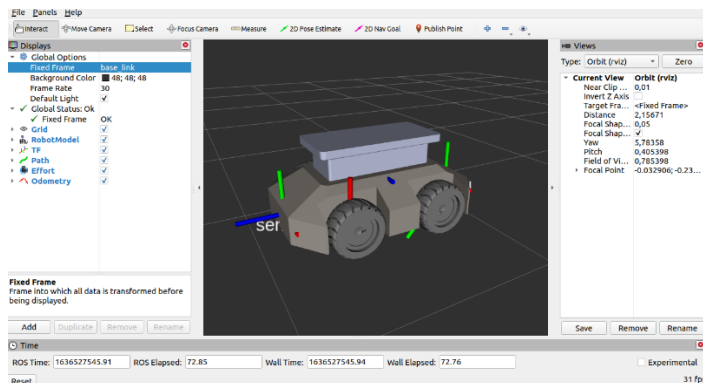 File Panels Help
Interact Move Camera Select Focus Camera Measure 2D Pose Estimate 2D Nav Goal Publish Point
Displays
Global Options
Fixed Frame base_link
Background Color 48; 48; 48
Frame Rate 30
Default Light
Global Status: Ok
Fixed Frame OK
Grid
RobotModel
TF
Path
Effort
Odometry
Fixed Frame
Frame into which all data is transformed before
being displayed.
Add Duplicate Remove Rename
ser
Views
Type: Orbit (rviz) Zero
Current View Orbit (rviz)
Near Clip ... 0,01
Invert Z Axis
Target Fra... <Fixed Frame>
Distance 2,15671
Focal Shap... 0,05
Focal Shap...
Yaw 5,78358
Pitch 0,405398
Field of Vi... 0,785398
Focal Point -0.032906; -0.23...
Save Remove Rename
Time
ROS Time: 1636527545.91 ROS Elapsed: 72.85 Wall Time: 1636527545.94 Wall Elapsed: 72.76 Experimental
Reset 31 fps